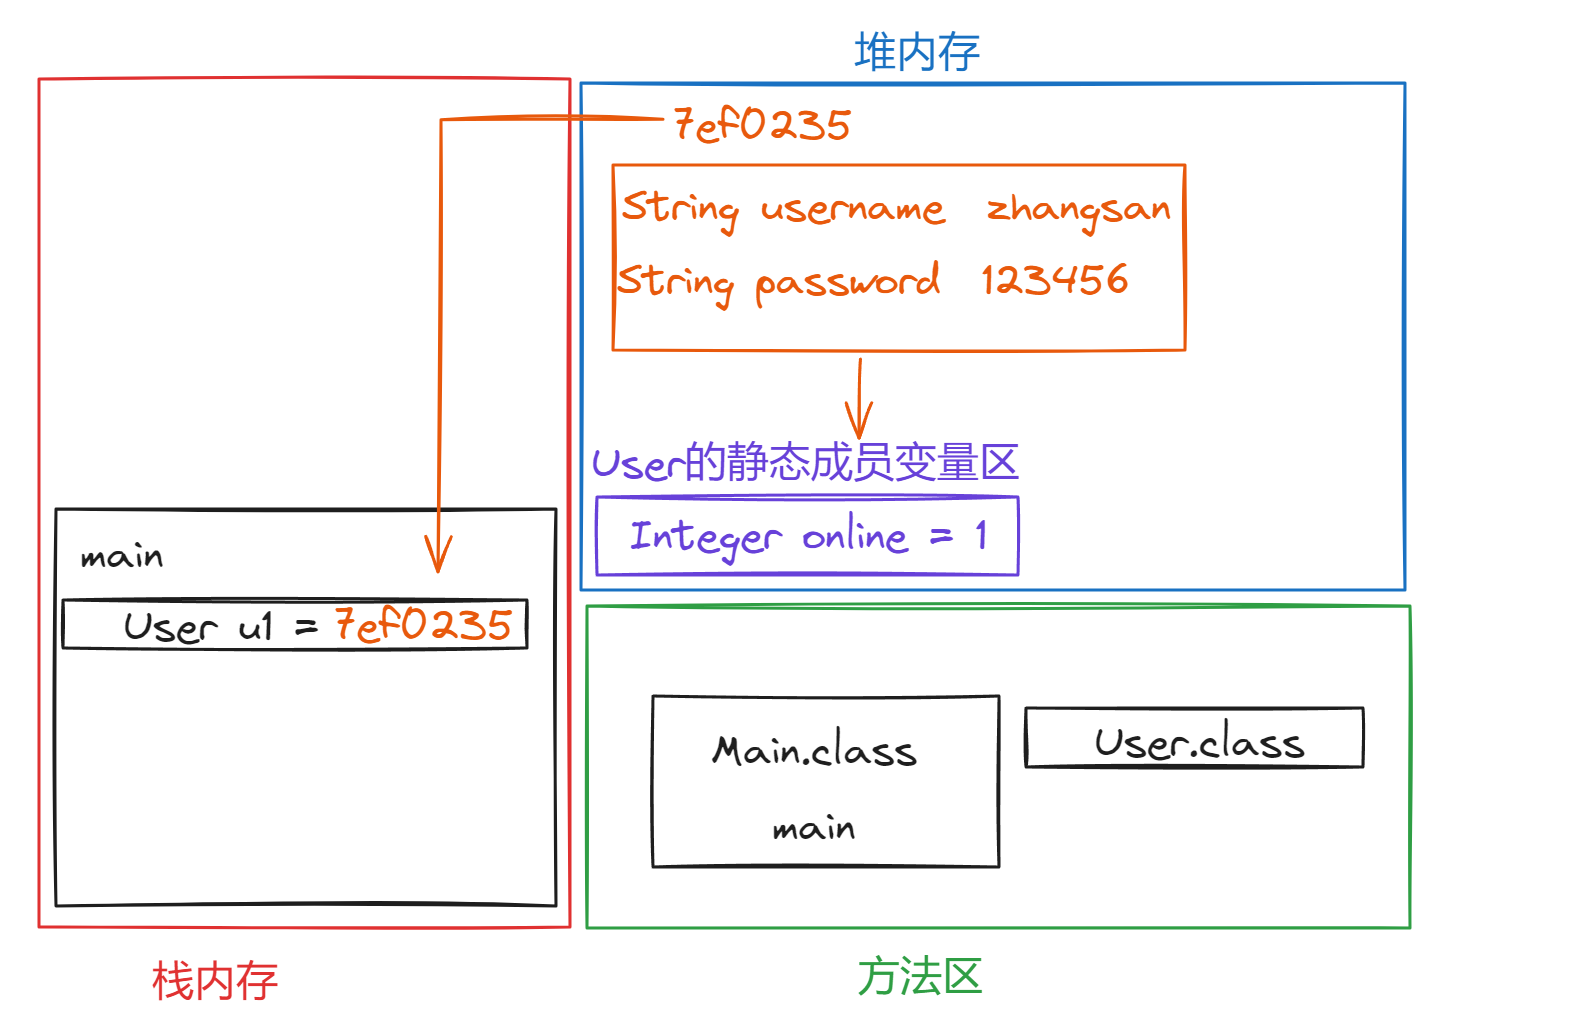 堆内存
7ef0235
String username zhangsan
String password 123456
User的静态成员变量区
Integer online = 1
main
User u1 = 7ef0235
Main.class
main
User.class
栈内存
方法区